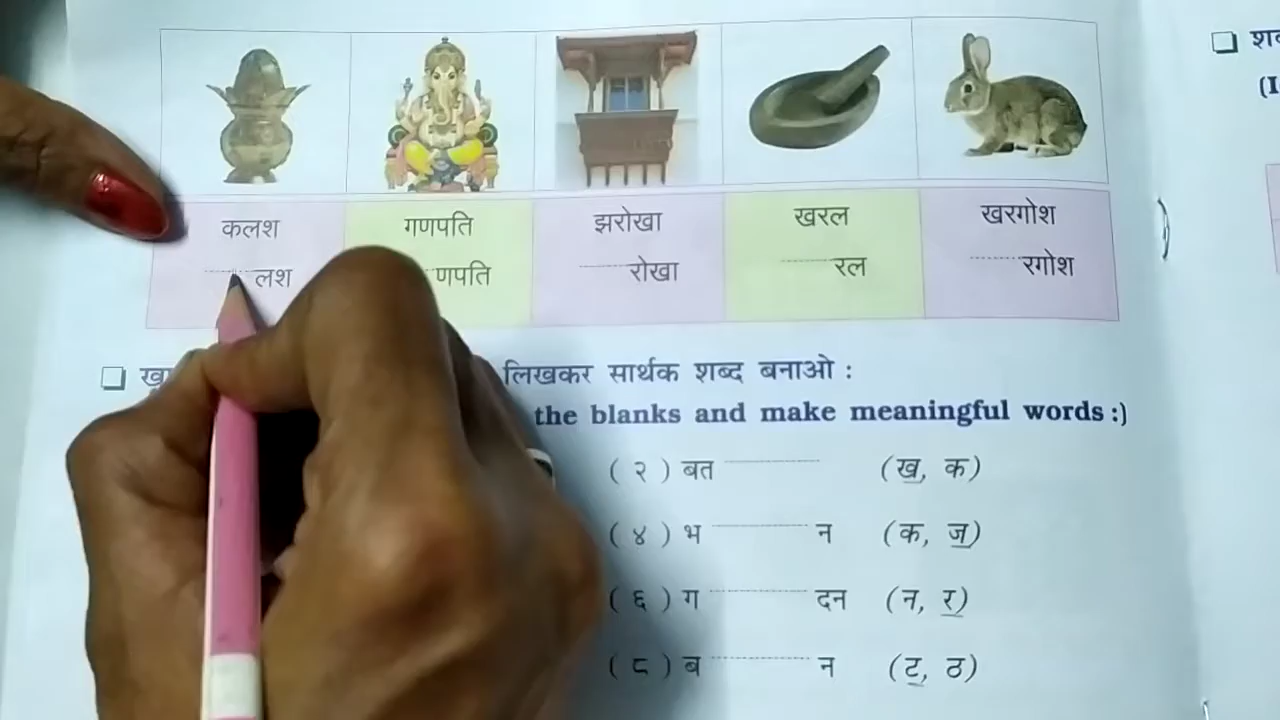 कलश गणपति झरोखा खरल खरगोश
लश णपति रोखा रल रगोश
लिखकर सार्थक शब्द बनाओ :
the blanks and make meaningful words :)
( २ ) बत (ख, क)
( ४ ) भ न (क, ज)
( ६ ) ग दन (न, र)
( ८ ) ब न (ट, ठ)